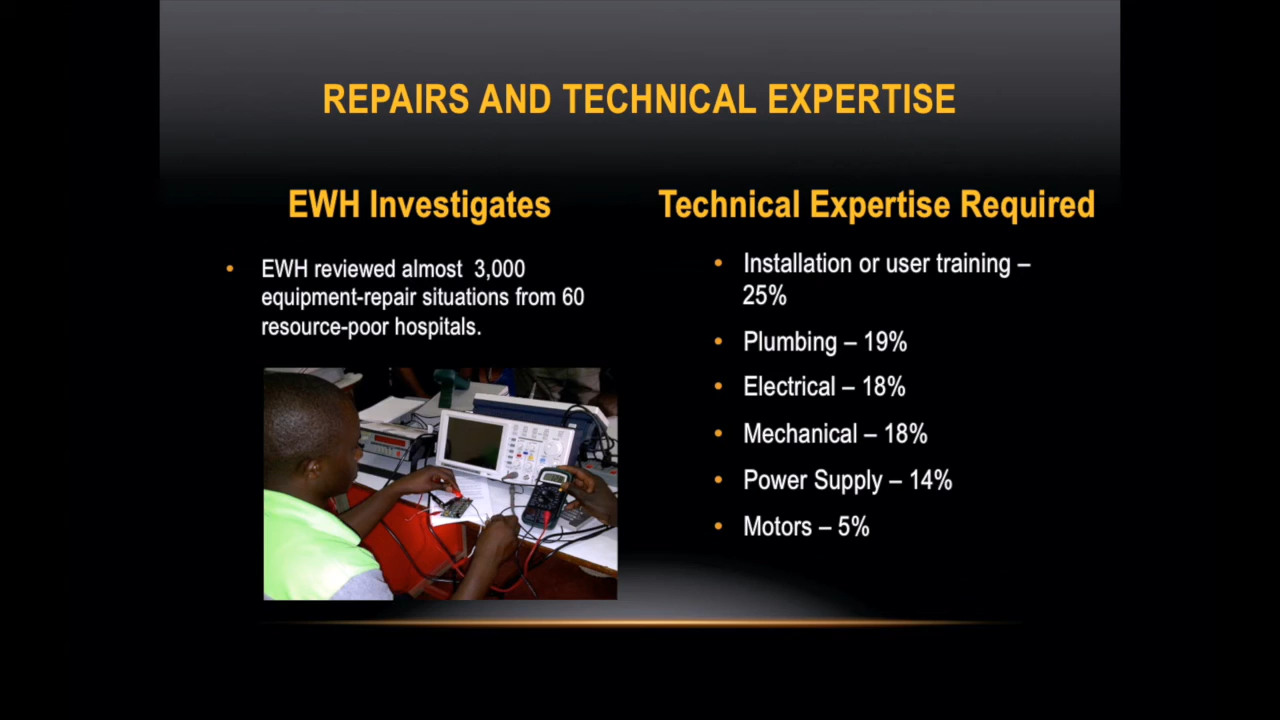 REPAIRS AND TECHNICAL EXPERTISE
EWH Investigates
• EWH reviewed almost 3,000
equipment-repair situations from 60
resource-poor hospitals.
Technical Expertise Required
• Installation or user training –
25%
• Plumbing – 19%
• Electrical – 18%
• Mechanical – 18%
• Power Supply – 14%
• Motors – 5%